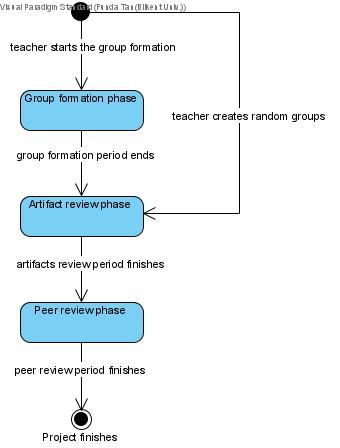 Visual Paradigm Standard(Funda Tan(Bilkent Univ.))
teacher starts the group formation
Group formation phase
teacher creates random groups
group formation period ends
Artifact review phase
artifacts review period finishes
Peer review phase
peer review period finishes
Project finishes